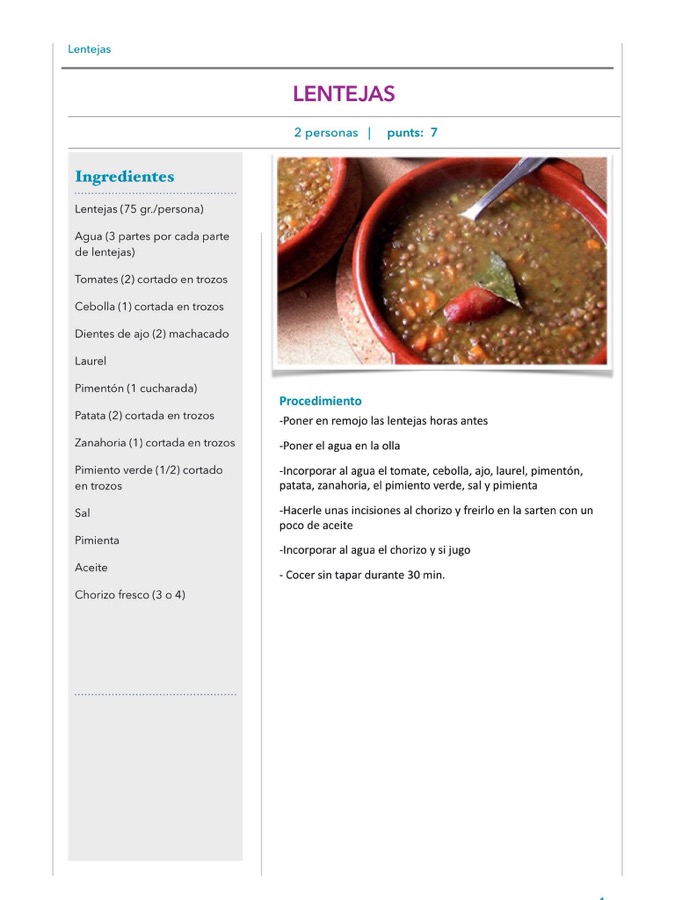 Lentejas
LENTEJAS
2 personas | punts: 7
Ingredientes
Lentejas (75 gr./persona)
Agua (3 partes por cada parte
de lentejas)
Tomates (2) cortado en trozos
Cebolla (1) cortada en trozos
Dientes de ajo (2) machacado
Laurel
Pimentón (1 cucharada)
Patata (2) cortada en trozos
Zanahoria (1) cortada en trozos
Pimiento verde (1/2) cortado
en trozos
Sal
Pimienta
Aceite
Chorizo fresco (3 o 4)
Procedimiento
-Poner en remojo las lentejas horas antes
-Poner el agua en la olla
-Incorporar al agua el tomate, cebolla, ajo, laurel, pimentón,
patata, zanahoria, el pimiento verde, sal y pimienta
-Hacerle unas incisiones al chorizo y freirlo en la sarten con un
poco de aceite
-Incorporar al agua el chorizo y si jugo
- Cocer sin tapar durante 30 min.